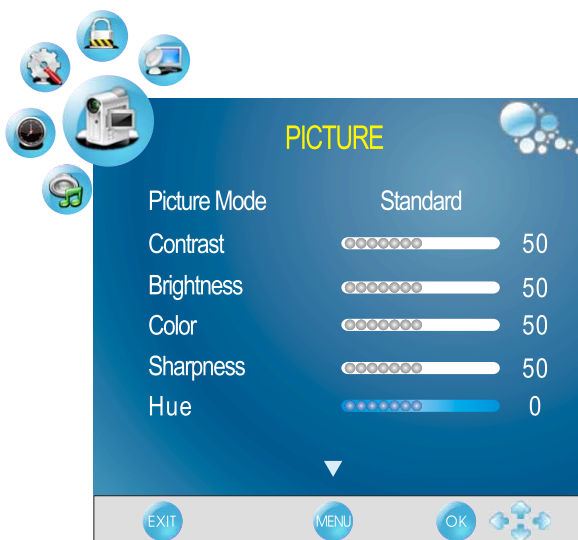 PICTURE
Picture Mode Standard
Contrast 50
Brightness 50
Color 50
Sharpness 50
Hue 0
EXIT MENU OK